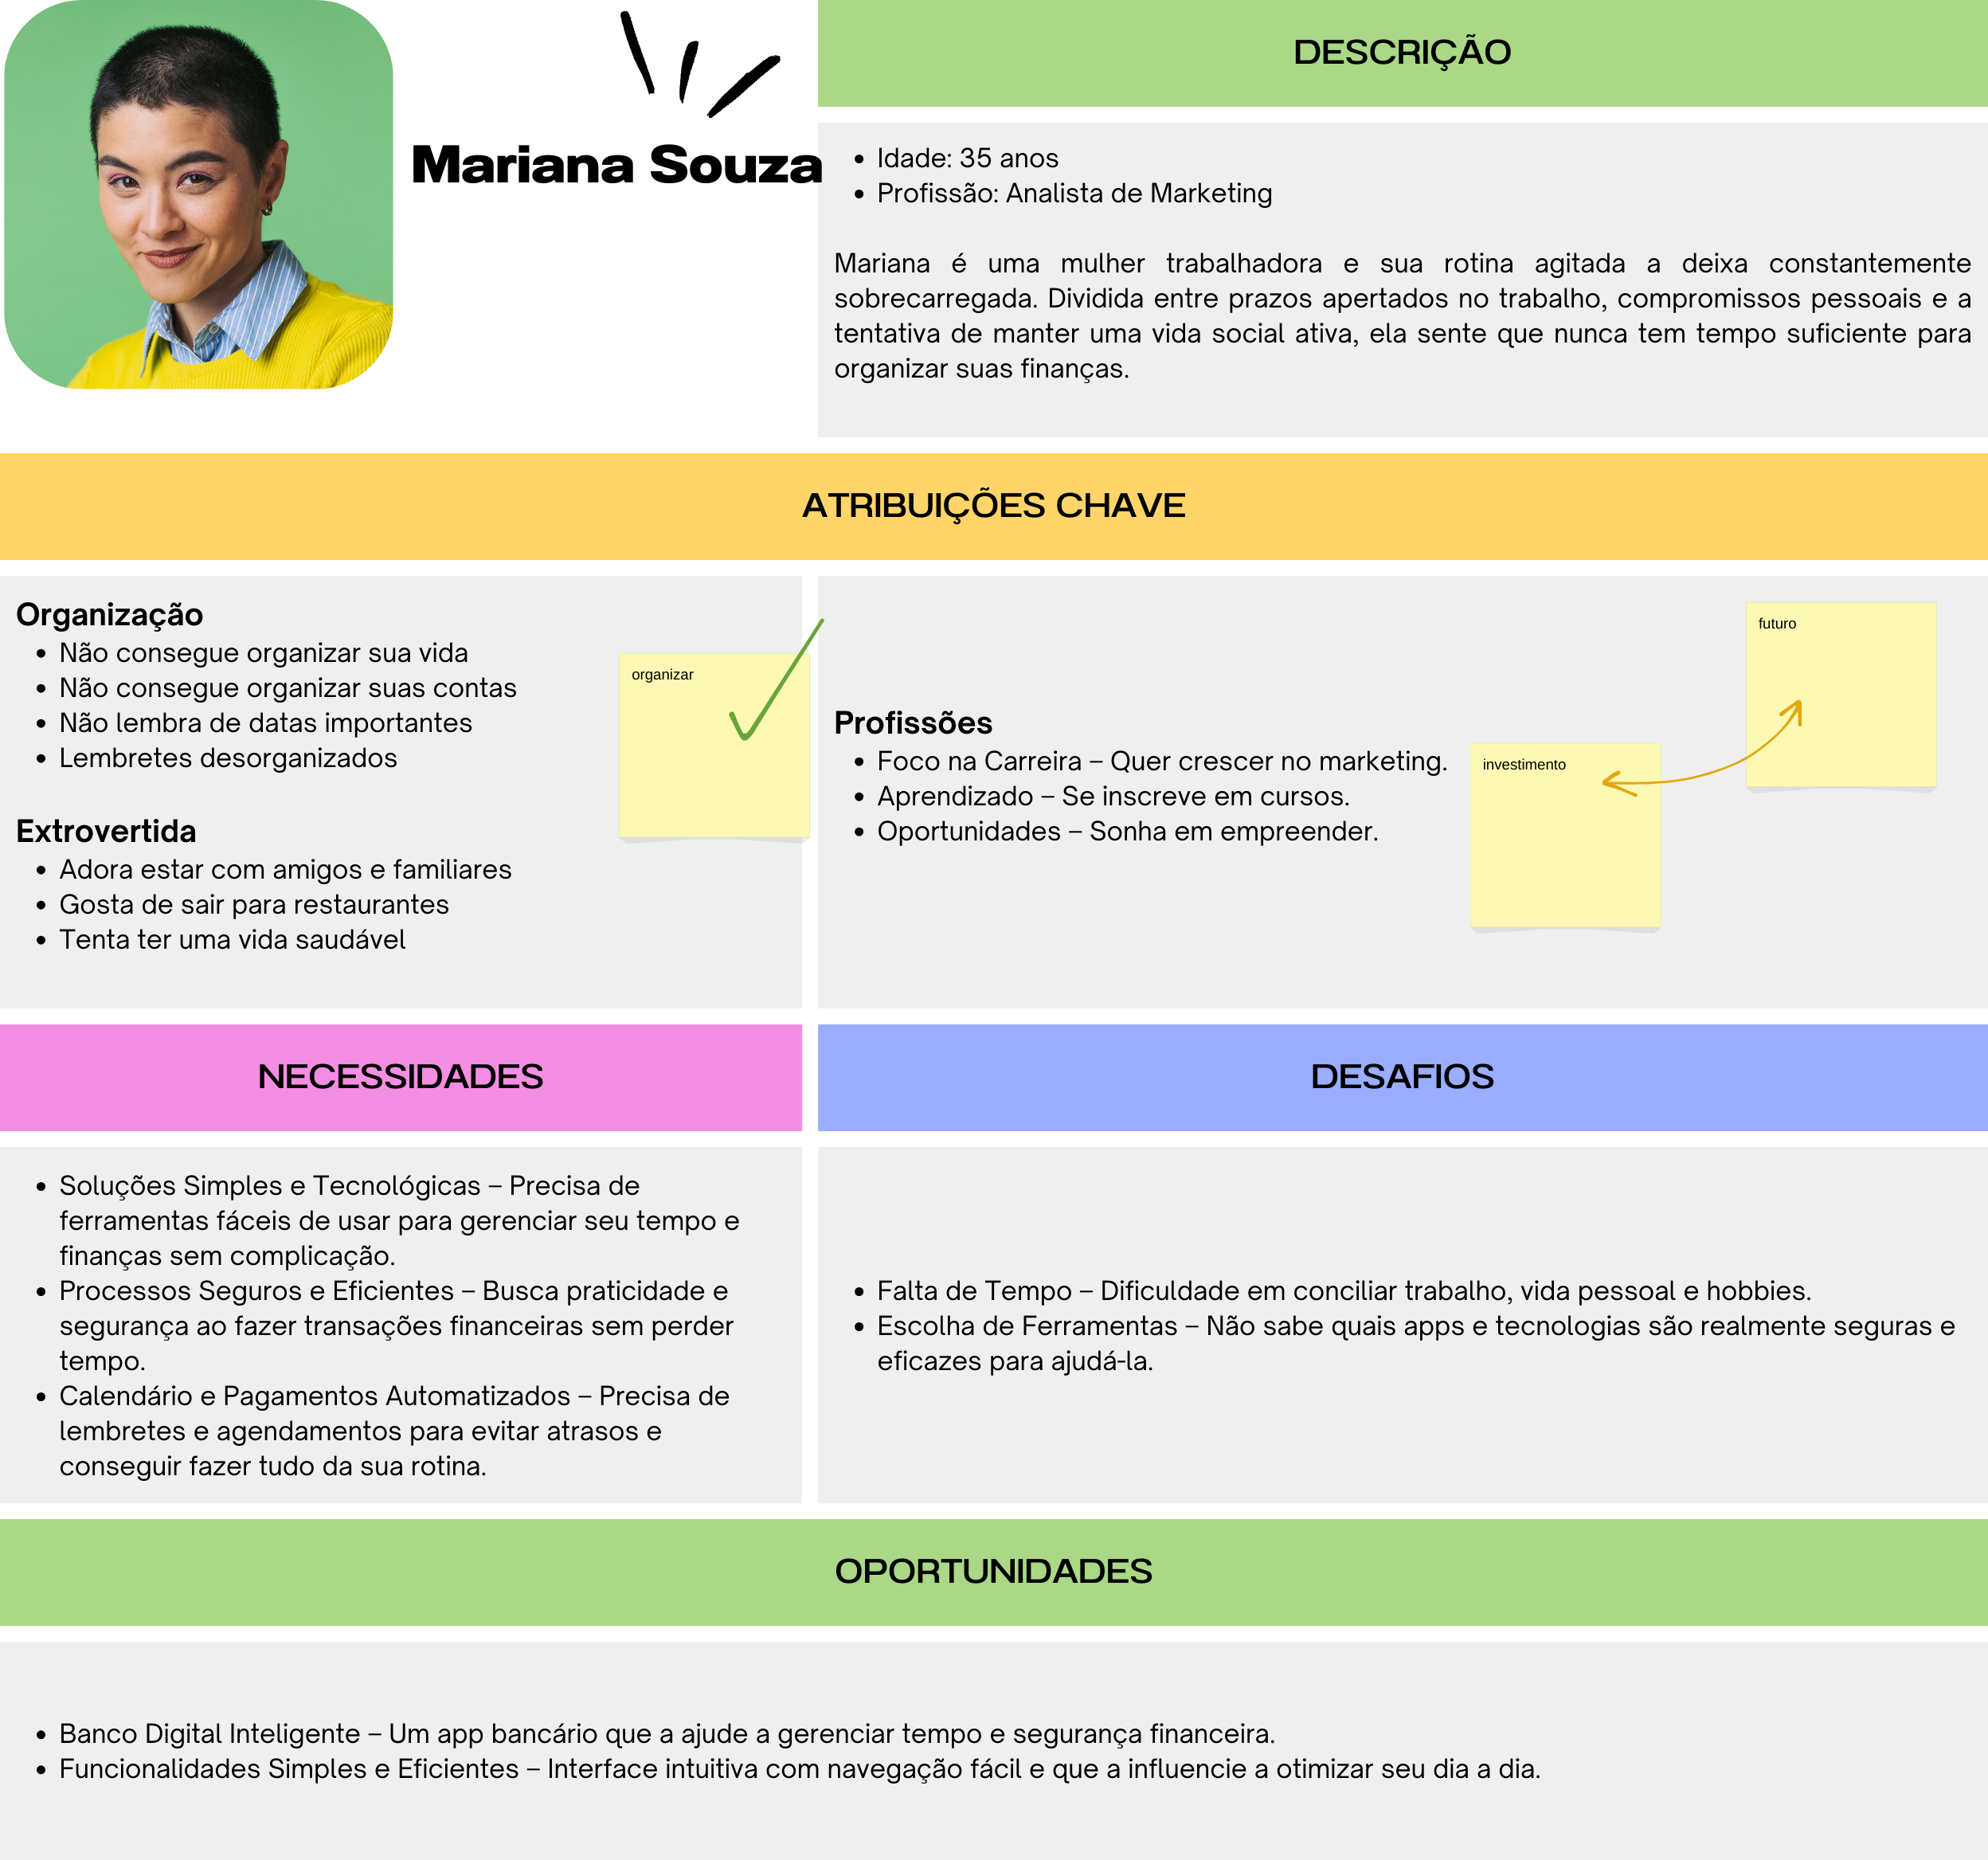 Mariana Souza
DESCRIÇÃO
• Idade: 35 anos
• Profissão: Analista de Marketing
Mariana é uma mulher trabalhadora e sua rotina agitada a deixa constantemente
sobrecarregada. Dividida entre prazos apertados no trabalho, compromissos pessoais e a
tentativa de manter uma vida social ativa, ela sente que nunca tem tempo suficiente para
organizar suas finanças.
ATRIBUIÇÕES CHAVE
Organização
• Não consegue organizar sua vida
• Não consegue organizar suas contas
• Não lembra de datas importantes
• Lembretes desorganizados
Extrovertida
• Adora estar com amigos e familiares
• Gosta de sair para restaurantes
• Tenta ter uma vida saudável
organizar
Profissões
• Foco na Carreira – Quer crescer no marketing.
• Aprendizado – Se inscreve em cursos.
• Oportunidades – Sonha em empreender.
investimento
futuro
NECESSIDADES
• Soluções Simples e Tecnológicas – Precisa de
ferramentas fáceis de usar para gerenciar seu tempo e
finanças sem complicação.
• Processos Seguros e Eficientes – Busca praticidade e
segurança ao fazer transações financeiras sem perder
tempo.
• Calendário e Pagamentos Automatizados – Precisa de
lembretes e agendamentos para evitar atrasos e
conseguir fazer tudo da sua rotina.
DESAFIOS
• Falta de Tempo – Dificuldade em conciliar trabalho, vida pessoal e hobbies.
• Escolha de Ferramentas – Não sabe quais apps e tecnologias são realmente seguras e
eficazes para ajudá-la.
OPORTUNIDADES
• Banco Digital Inteligente – Um app bancário que a ajude a gerenciar tempo e segurança financeira.
• Funcionalidades Simples e Eficientes – Interface intuitiva com navegação fácil e que a influencie a otimizar seu dia a dia.